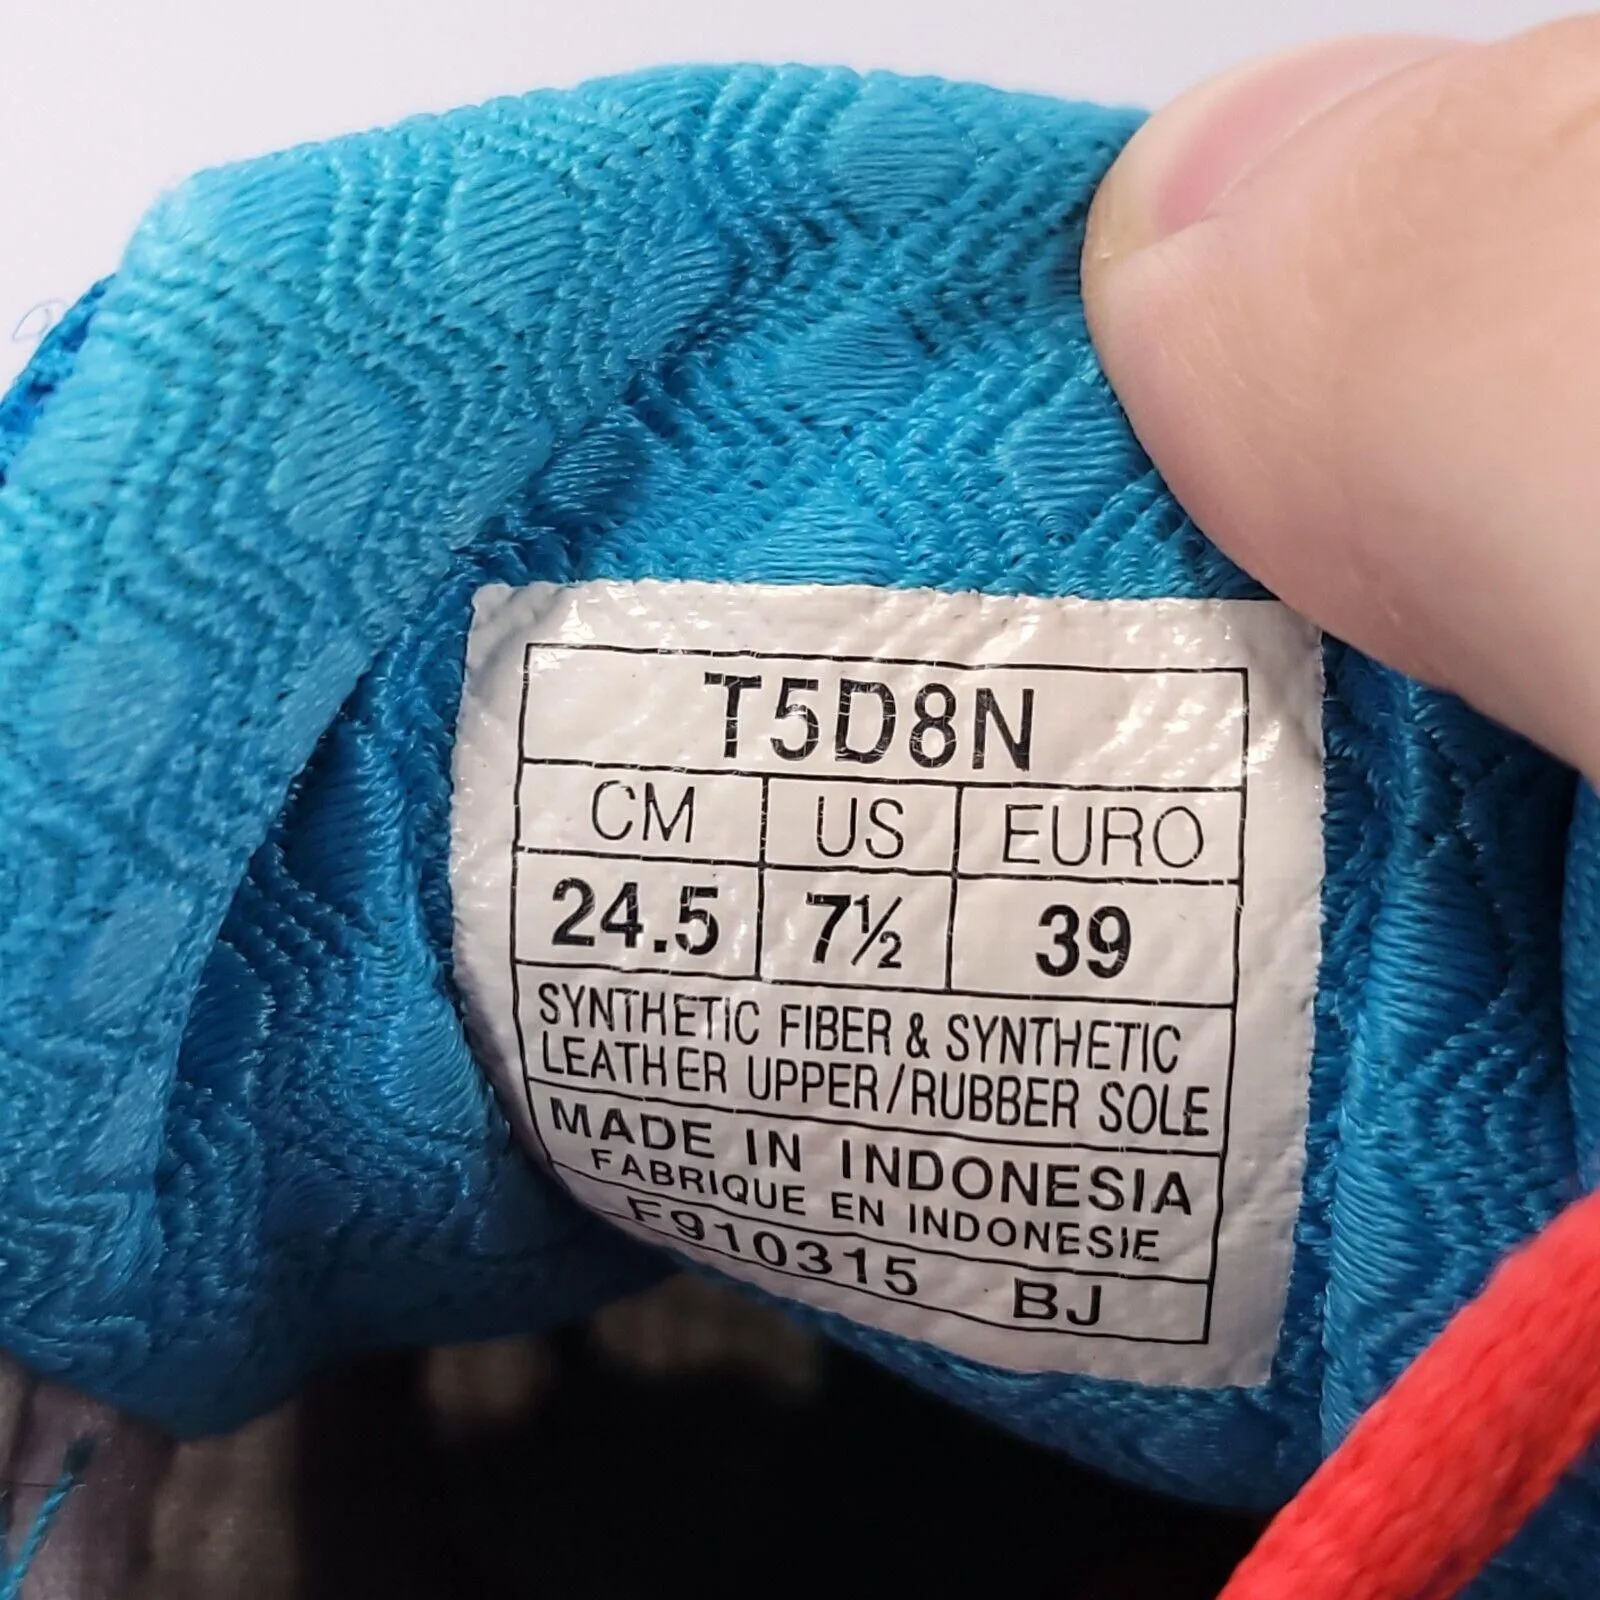 T5D8N
CM US EURO
24.5 7½ 39
SYNTHETIC FIBER & SYNTHETIC
LEATHER UPPER/RUBBER SOLE
MADE IN INDONESIA
FABRIQUE EN INDONESIE
F910315 BJ